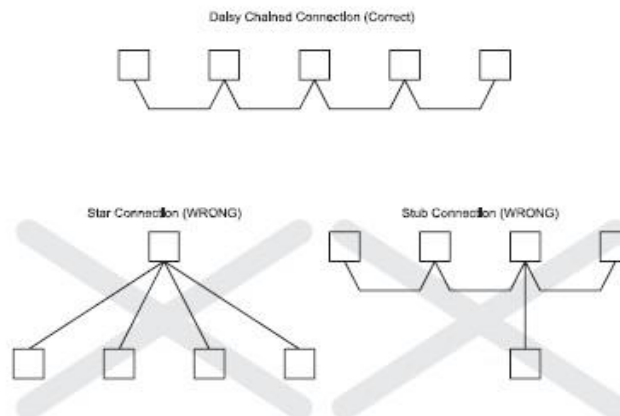 Daisy Chained Connection (Correct)
Star Connection (WRONG)
Stub Connection (WRONG)